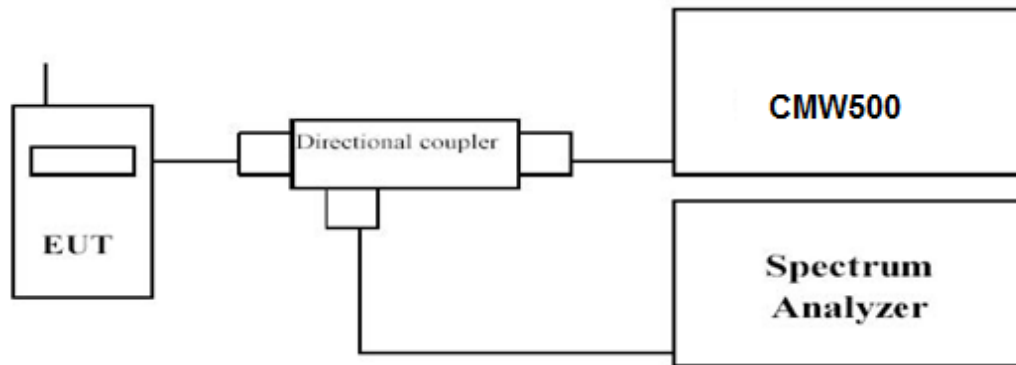 EUT
Directional coupler
CMW500
Spectrum
Analyzer